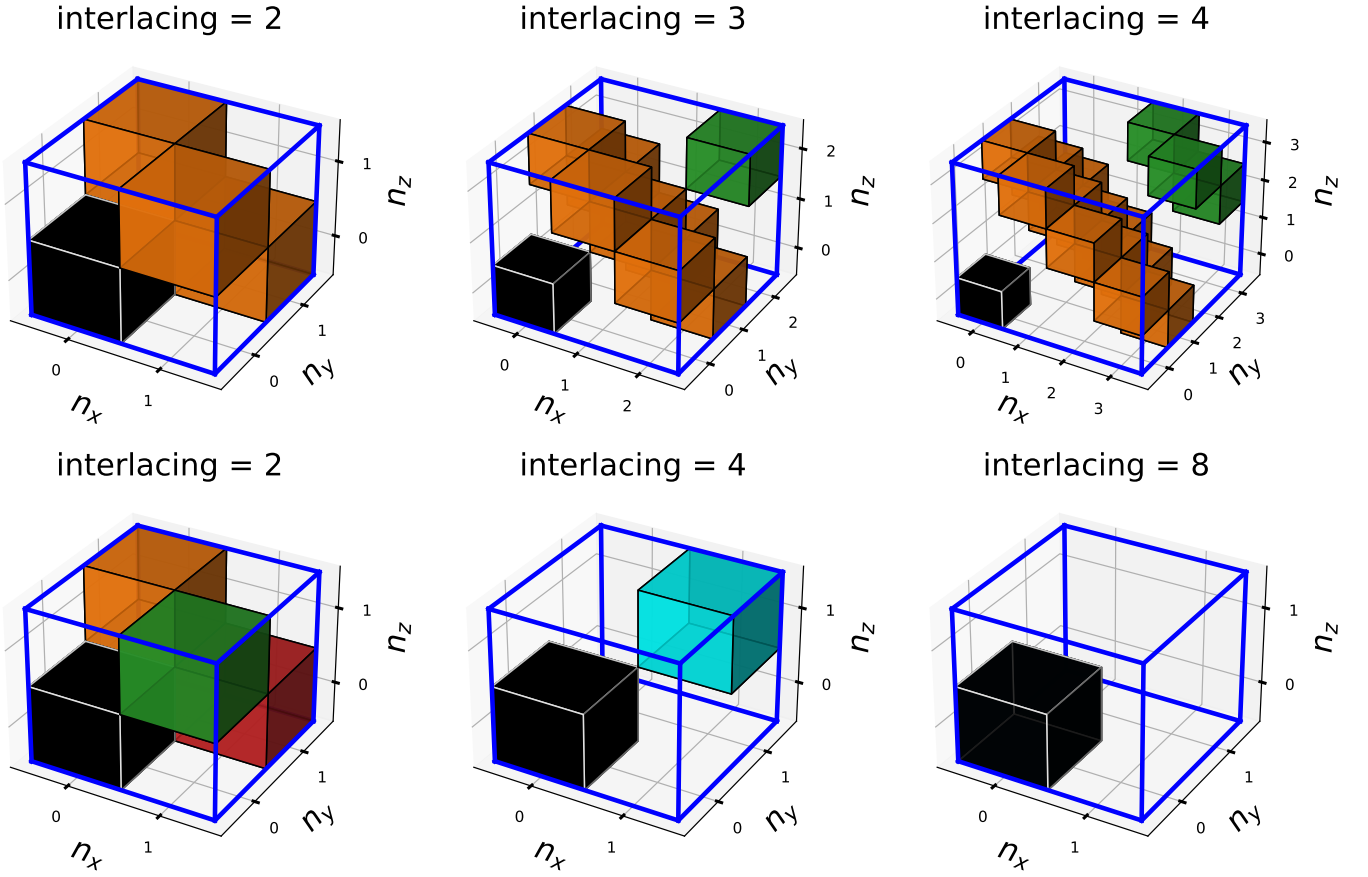 interlacing = 2
interlacing = 3
interlacing = 4
1
0
n_z
0
1
n_x
0
1
n_y
2
1
0
n_z
0
1
2
n_x
0
1
2
n_y
3
2
1
0
n_z
0
1
2
3
n_x
0
1
2
3
n_y
interlacing = 2
interlacing = 4
interlacing = 8
1
0
n_z
0
1
n_x
0
1
n_y
1
0
n_z
0
1
n_x
0
1
n_y
1
0
n_z
0
1
n_x
0
1
n_y